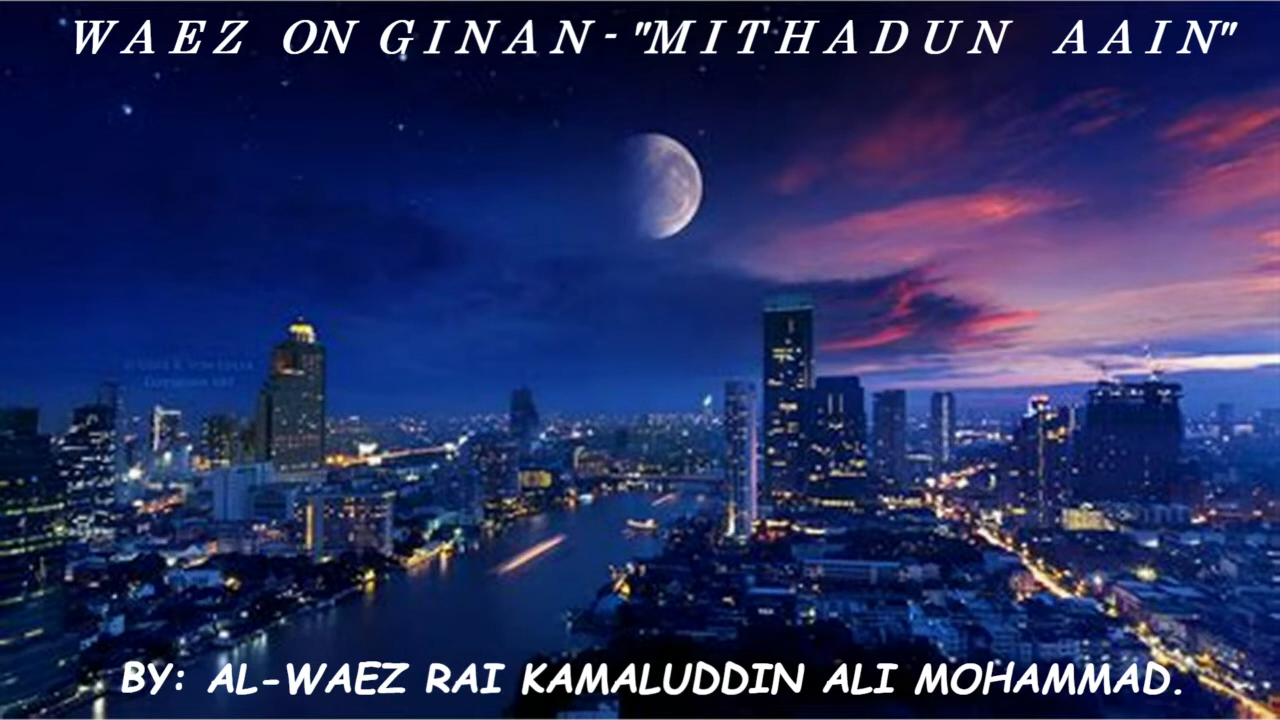 WAEZ ON GINAN-"MITHADUN AAIN"
BY: AL-WAEZ RAI KAMALUDDIN ALI MOHAMMAD.